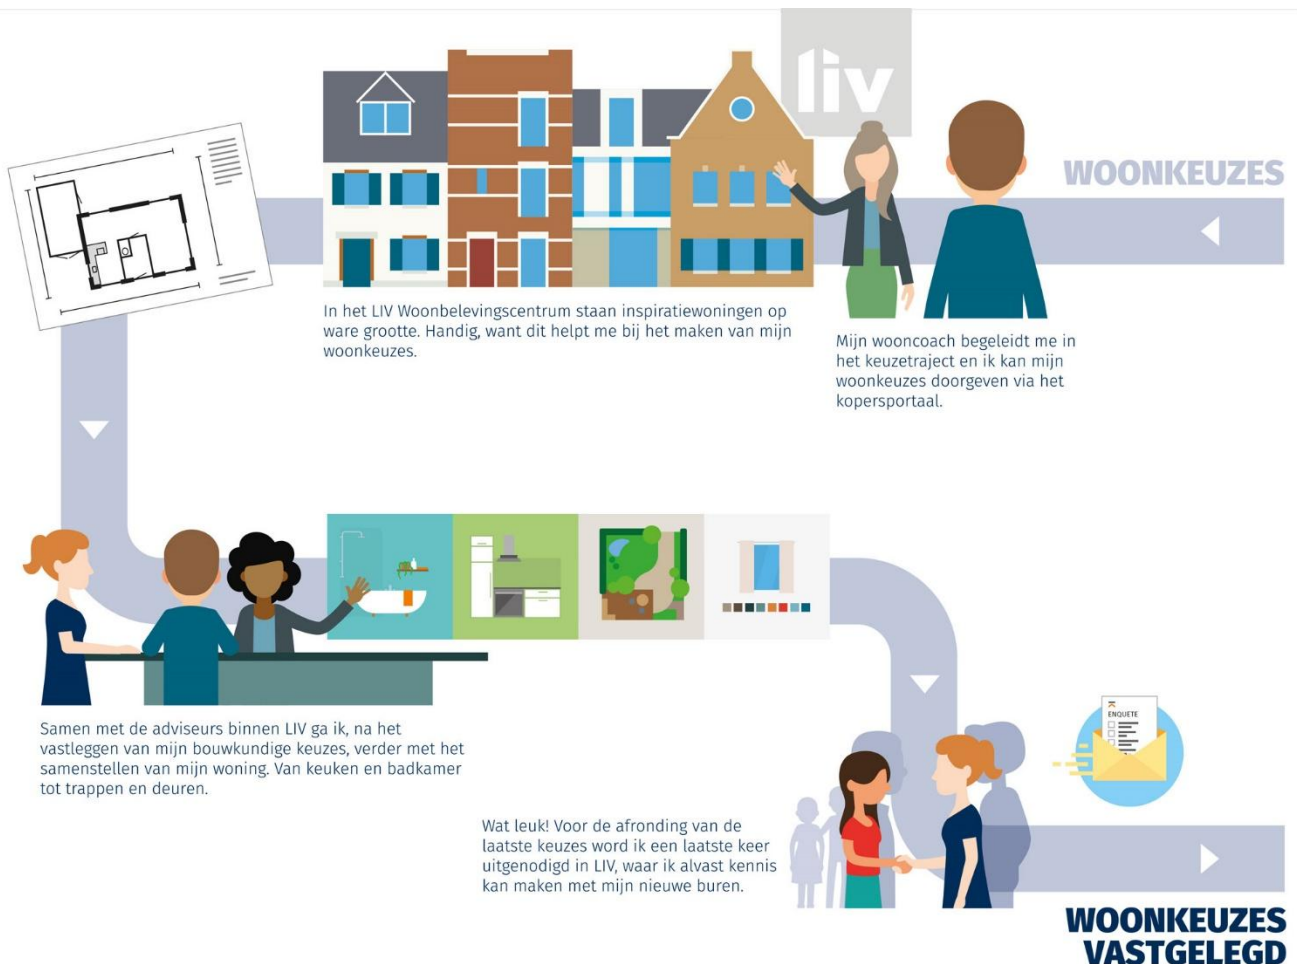 liv
WOONKEUZES
In het LIV Woonbelevingscentrum staan inspiratiewoningen op
ware grootte. Handig, want dit helpt me bij het maken van mijn
woonkeuzes.
Mijn wooncoach begeleidt me in
het keuzetraject en ik kan mijn
woonkeuzes doorgeven via het
kopersportaal.
Samen met de adviseurs binnen LIV ga ik, na het
vastleggen van mijn bouwkundige keuzes, verder met het
samenstellen van mijn woning. Van keuken en badkamer
tot trappen en deuren.
ENQUETE
Wat leuk! Voor de afronding van de
laatste keuzes word ik een laatste keer
uitgenodigd in LIV, waar ik alvast kennis
kan maken met mijn nieuwe buren.
WOONKEUZES
VASTGELEGD